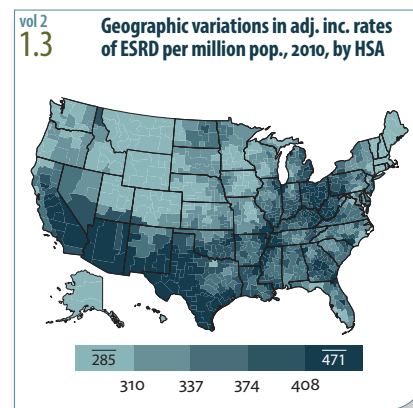 vol 2
1.3
Geographic variations in adj. inc. rates
of ESRD per million pop., 2010, by HSA
285 471
310 337 374 408